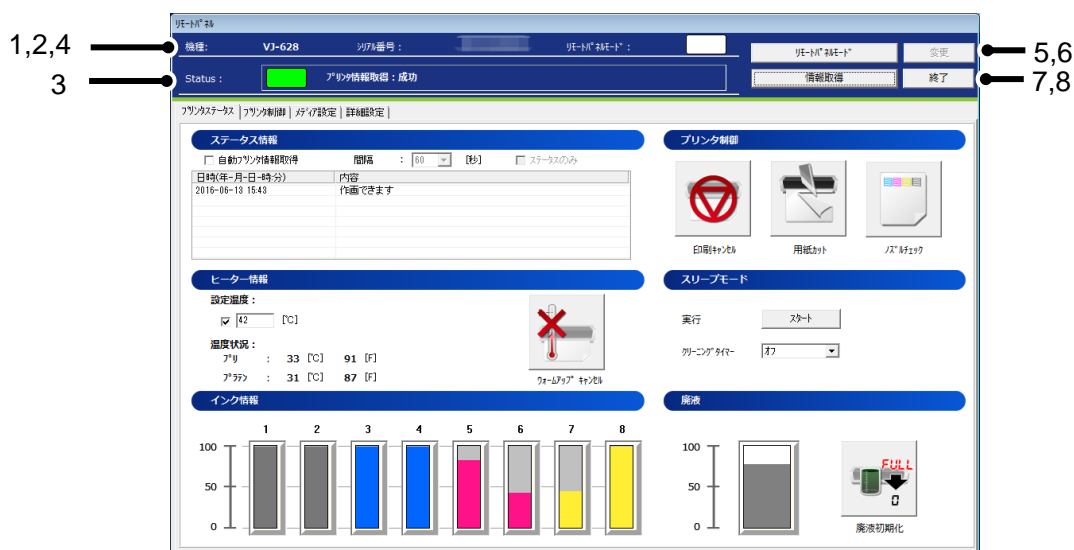 ﾘﾓｰﾄﾊﾟﾈﾙ
1,2,4
機種: VJ-628 ｼﾘｱﾙ番号： ﾘﾓｰﾄﾊﾟﾈﾙﾓｰﾄﾞ：
ﾘﾓｰﾄﾊﾟﾈﾙﾓｰﾄﾞ 変更
5,6
3
Status : ﾌﾟﾘﾝﾀ情報取得：成功
情報取得 終了
7,8
ﾌﾟﾘﾝﾀｽﾃｰﾀｽ ﾌﾟﾘﾝﾀ制御 ﾒﾃﾞｨｱ設定 詳細設定
ステータス情報
自動ﾌﾟﾘﾝﾀ情報取得 間隔 : 60 [秒] ｽﾃｰﾀｽのみ
日時(年-月-日-時:分) 内容
2016-06-13 15:43 作画できます
プリンタ制御
印刷ｷｬﾝｾﾙ 用紙ｶｯﾄ ﾉｽﾞﾙﾁｪｯｸ
ヒーター情報
設定温度：
42 [℃]
温度状況：
ﾌﾟﾘ : 33 [℃] 91 [F]
ﾌﾟﾗﾃﾝ : 31 [℃] 87 [F]
ｳｫｰﾑｱｯﾌﾟ ｷｬﾝｾﾙ
スリープモード
実行 ｽﾀｰﾄ
ｸﾘｰﾆﾝｸﾞﾀｲﾏｰ ｵﾌ
インク情報
1 2 3 4 5 6 7 8
100
50
0
廃液
100
50
0
FULL
0
廃液初期化